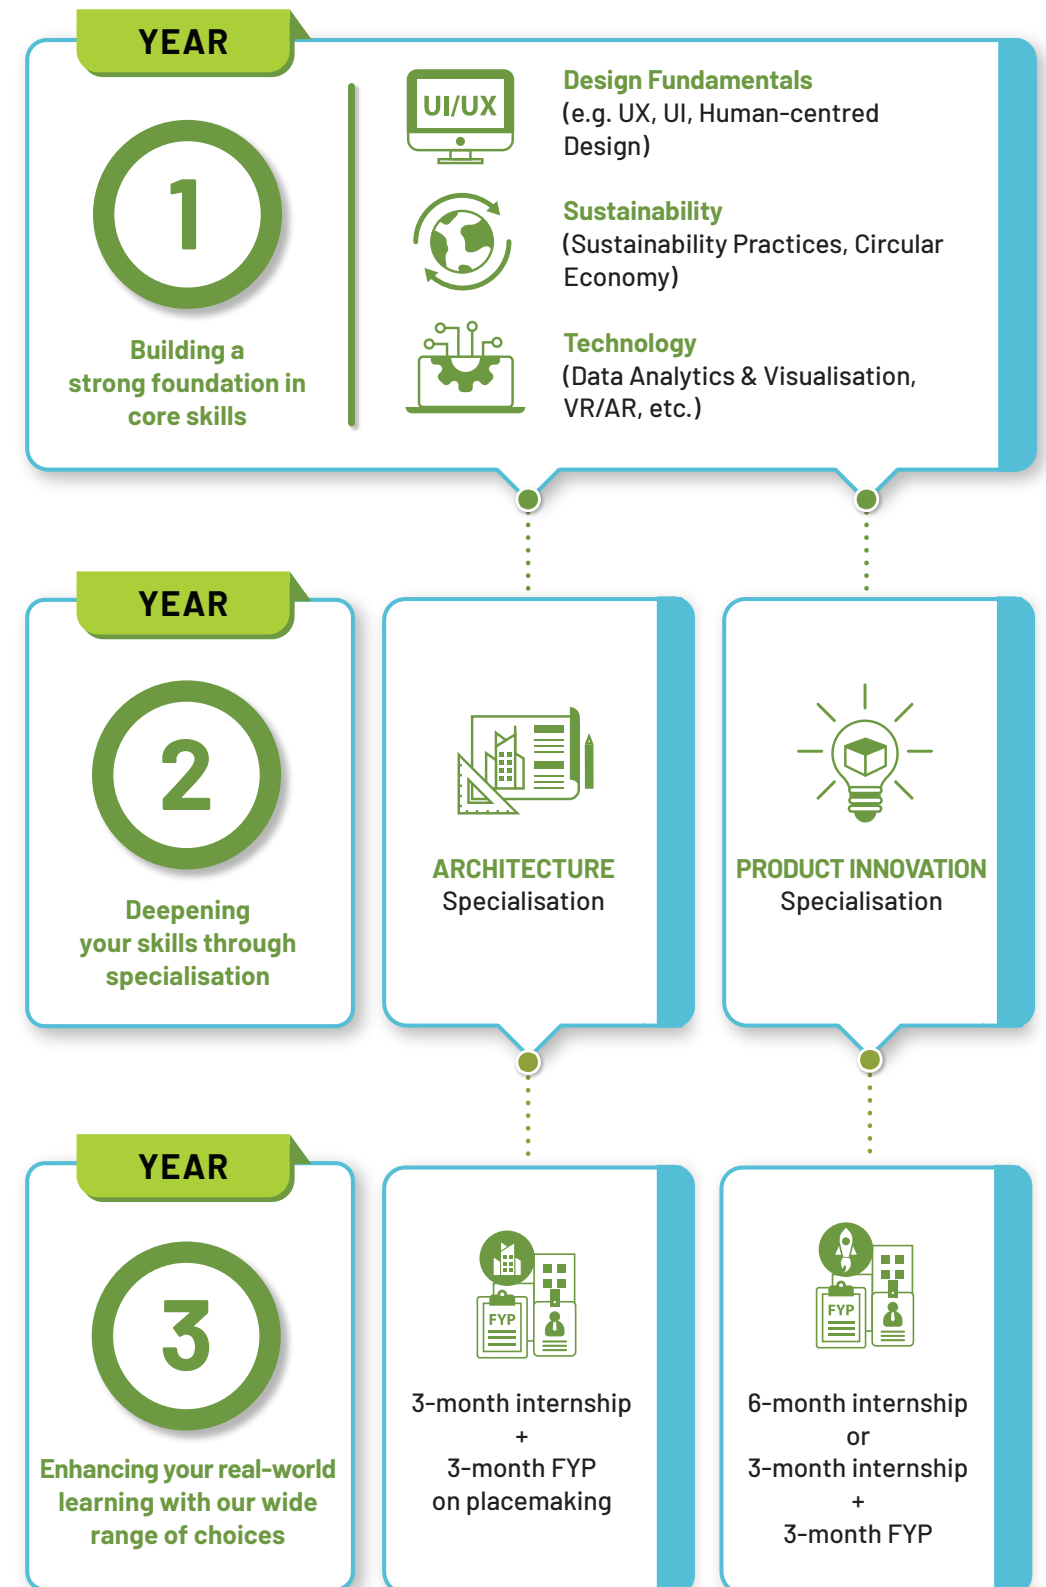 YEAR
1
Building a
strong foundation in
core skills
UI/UX
Design Fundamentals
(e.g. UX, UI, Human-centred
Design)
Sustainability
(Sustainability Practices, Circular
Economy)
Technology
(Data Analytics & Visualisation,
VR/AR, etc.)
YEAR
2
Deepening
your skills through
specialisation
ARCHITECTURE
Specialisation
PRODUCT INNOVATION
Specialisation
YEAR
3
Enhancing your real-world
learning with our wide
range of choices
FYP
3-month internship
+
3-month FYP
on placemaking
FYP
6-month internship
or
3-month internship
+
3-month FYP